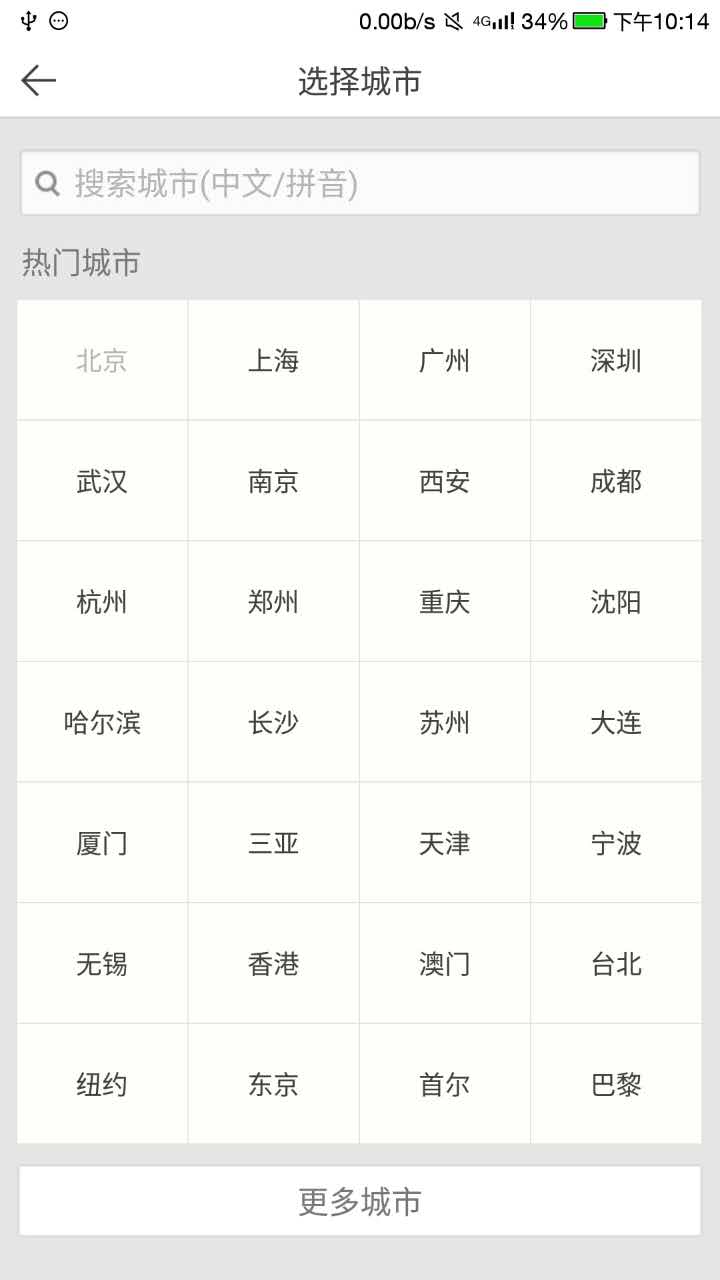 0.00b/s 4G 34% 下午10:14
选择城市
搜索城市(中文/拼音)
热门城市
北京 上海 广州 深圳
武汉 南京 西安 成都
杭州 郑州 重庆 沈阳
哈尔滨 长沙 苏州 大连
厦门 三亚 天津 宁波
无锡 香港 澳门 台北
纽约 东京 首尔 巴黎
更多城市